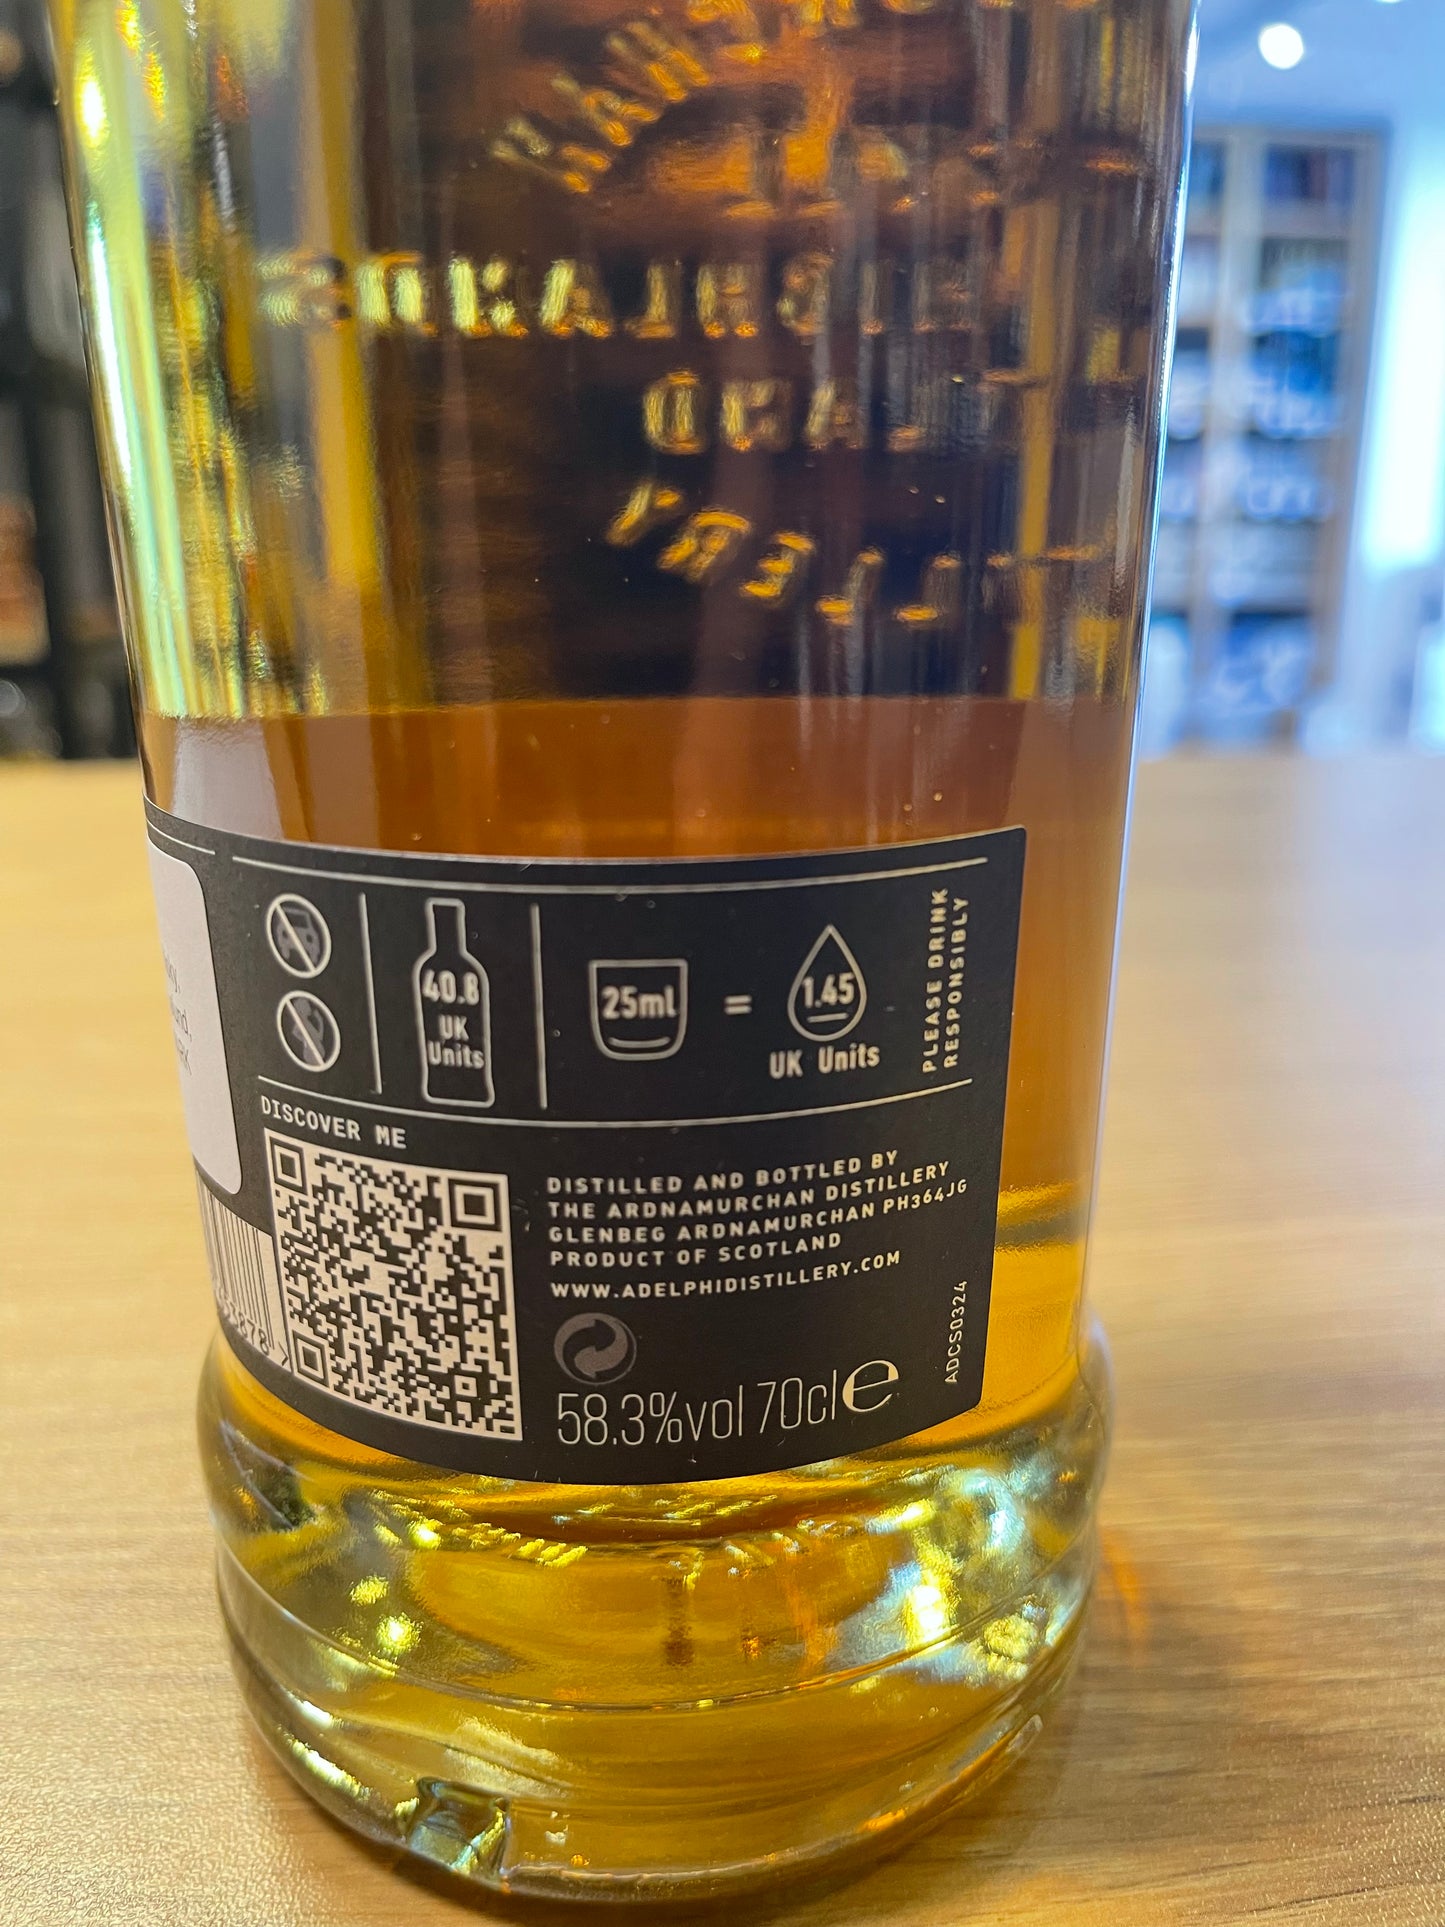 40.8
UK
Units
25ml
=
1.45
UK Units
PLEASE DRINK
RESPONSIBLY
DISCOVER ME
DISTILLED AND BOTTLED BY
THE ARDNAMURCHAN DISTILLERY
GLENBEG ARDNAMURCHAN PH364JG
PRODUCT OF SCOTLAND
WWW.ADELPHIDISTILLERY.COM
58.3%vol 70cl e
ADCS0324